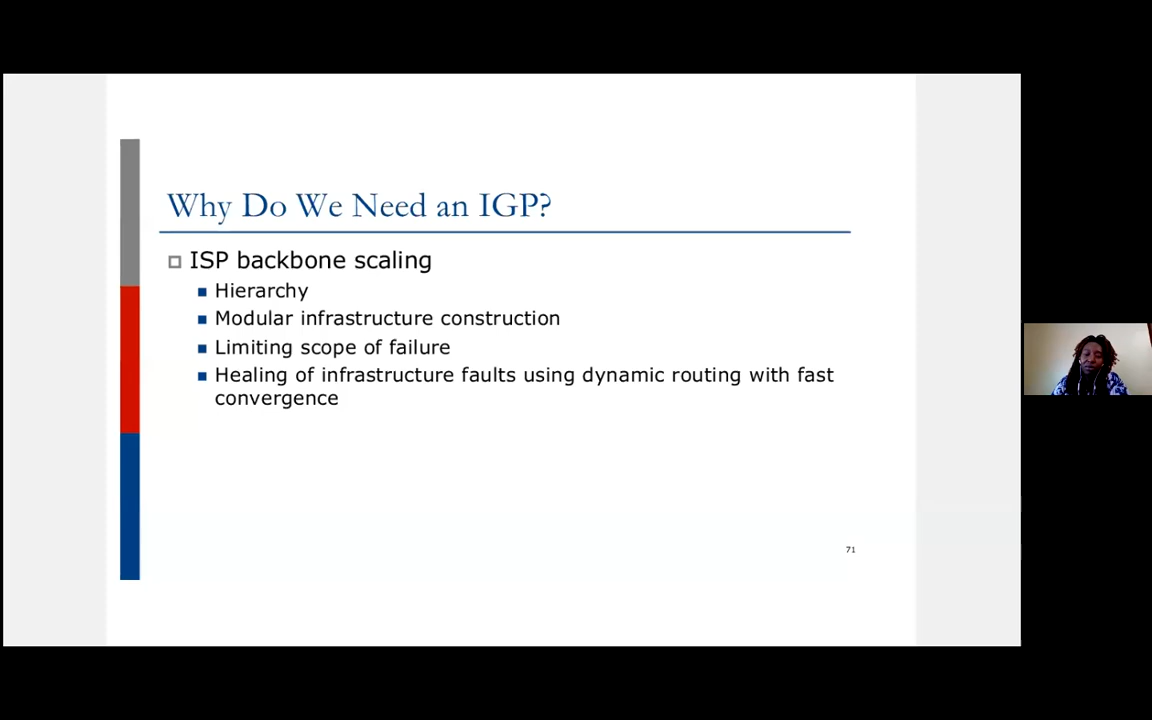 Why Do We Need an IGP?
ISP backbone scaling
Hierarchy
Modular infrastructure construction
Limiting scope of failure
Healing of infrastructure faults using dynamic routing with fast
convergence
71